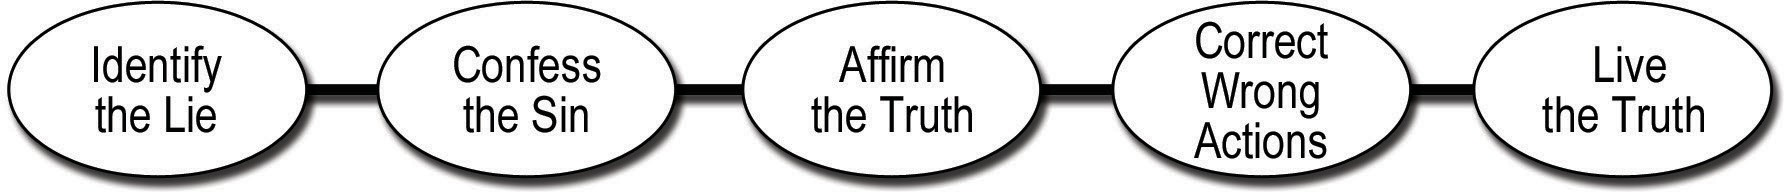 Identify
the Lie
Confess
the Sin
Affirm
the Truth
Correct
Wrong
Actions
Live
the Truth